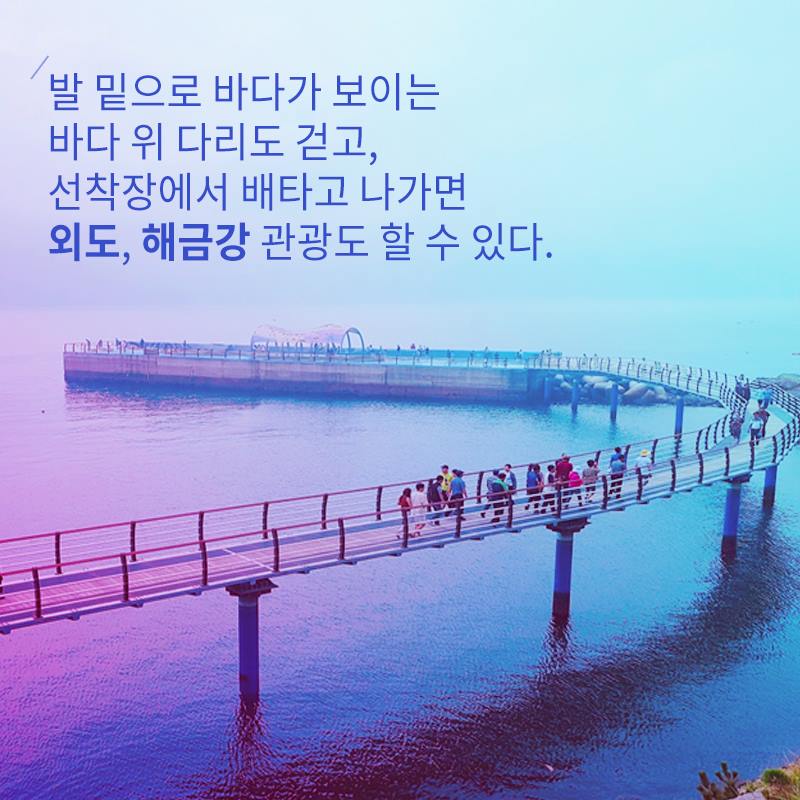 발 밑으로 바다가 보이는
바다 위 다리도 걷고,
선착장에서 배타고 나가면
외도, 해금강 관광도 할 수 있다.